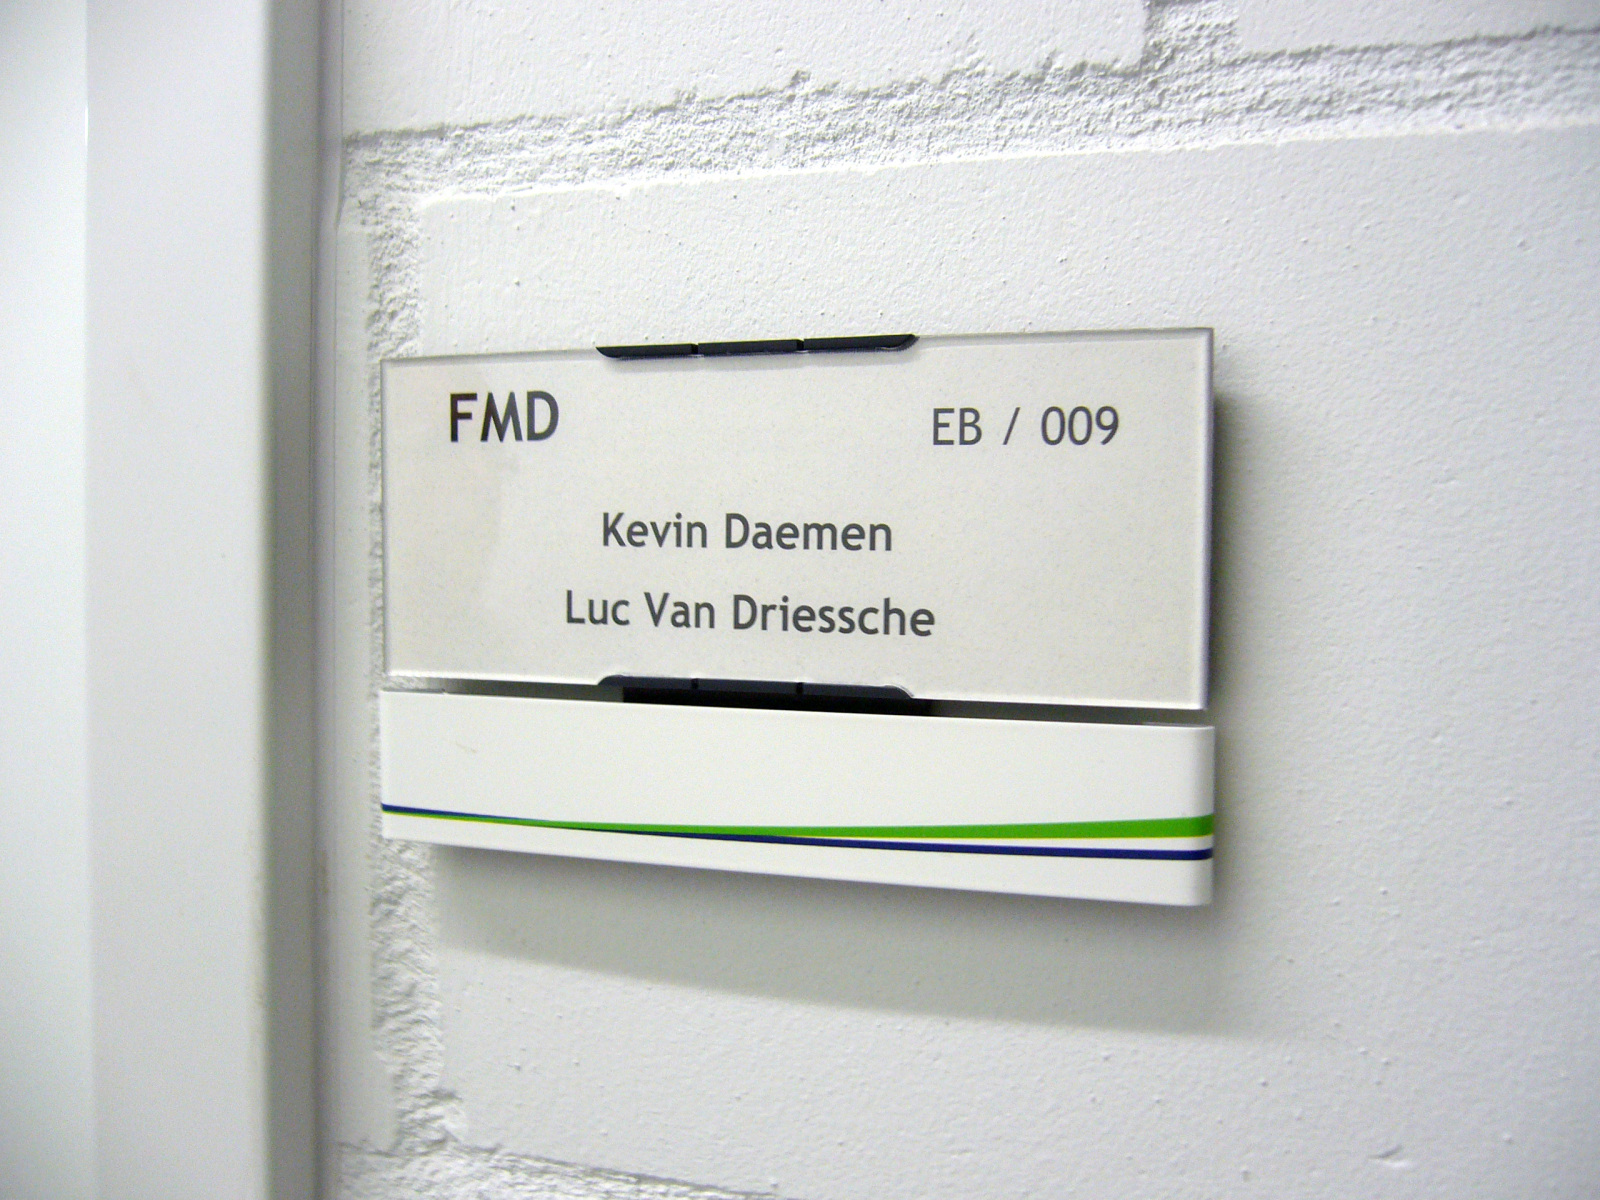 FMD EB / 009
Kevin Daemen
Luc Van Driessche